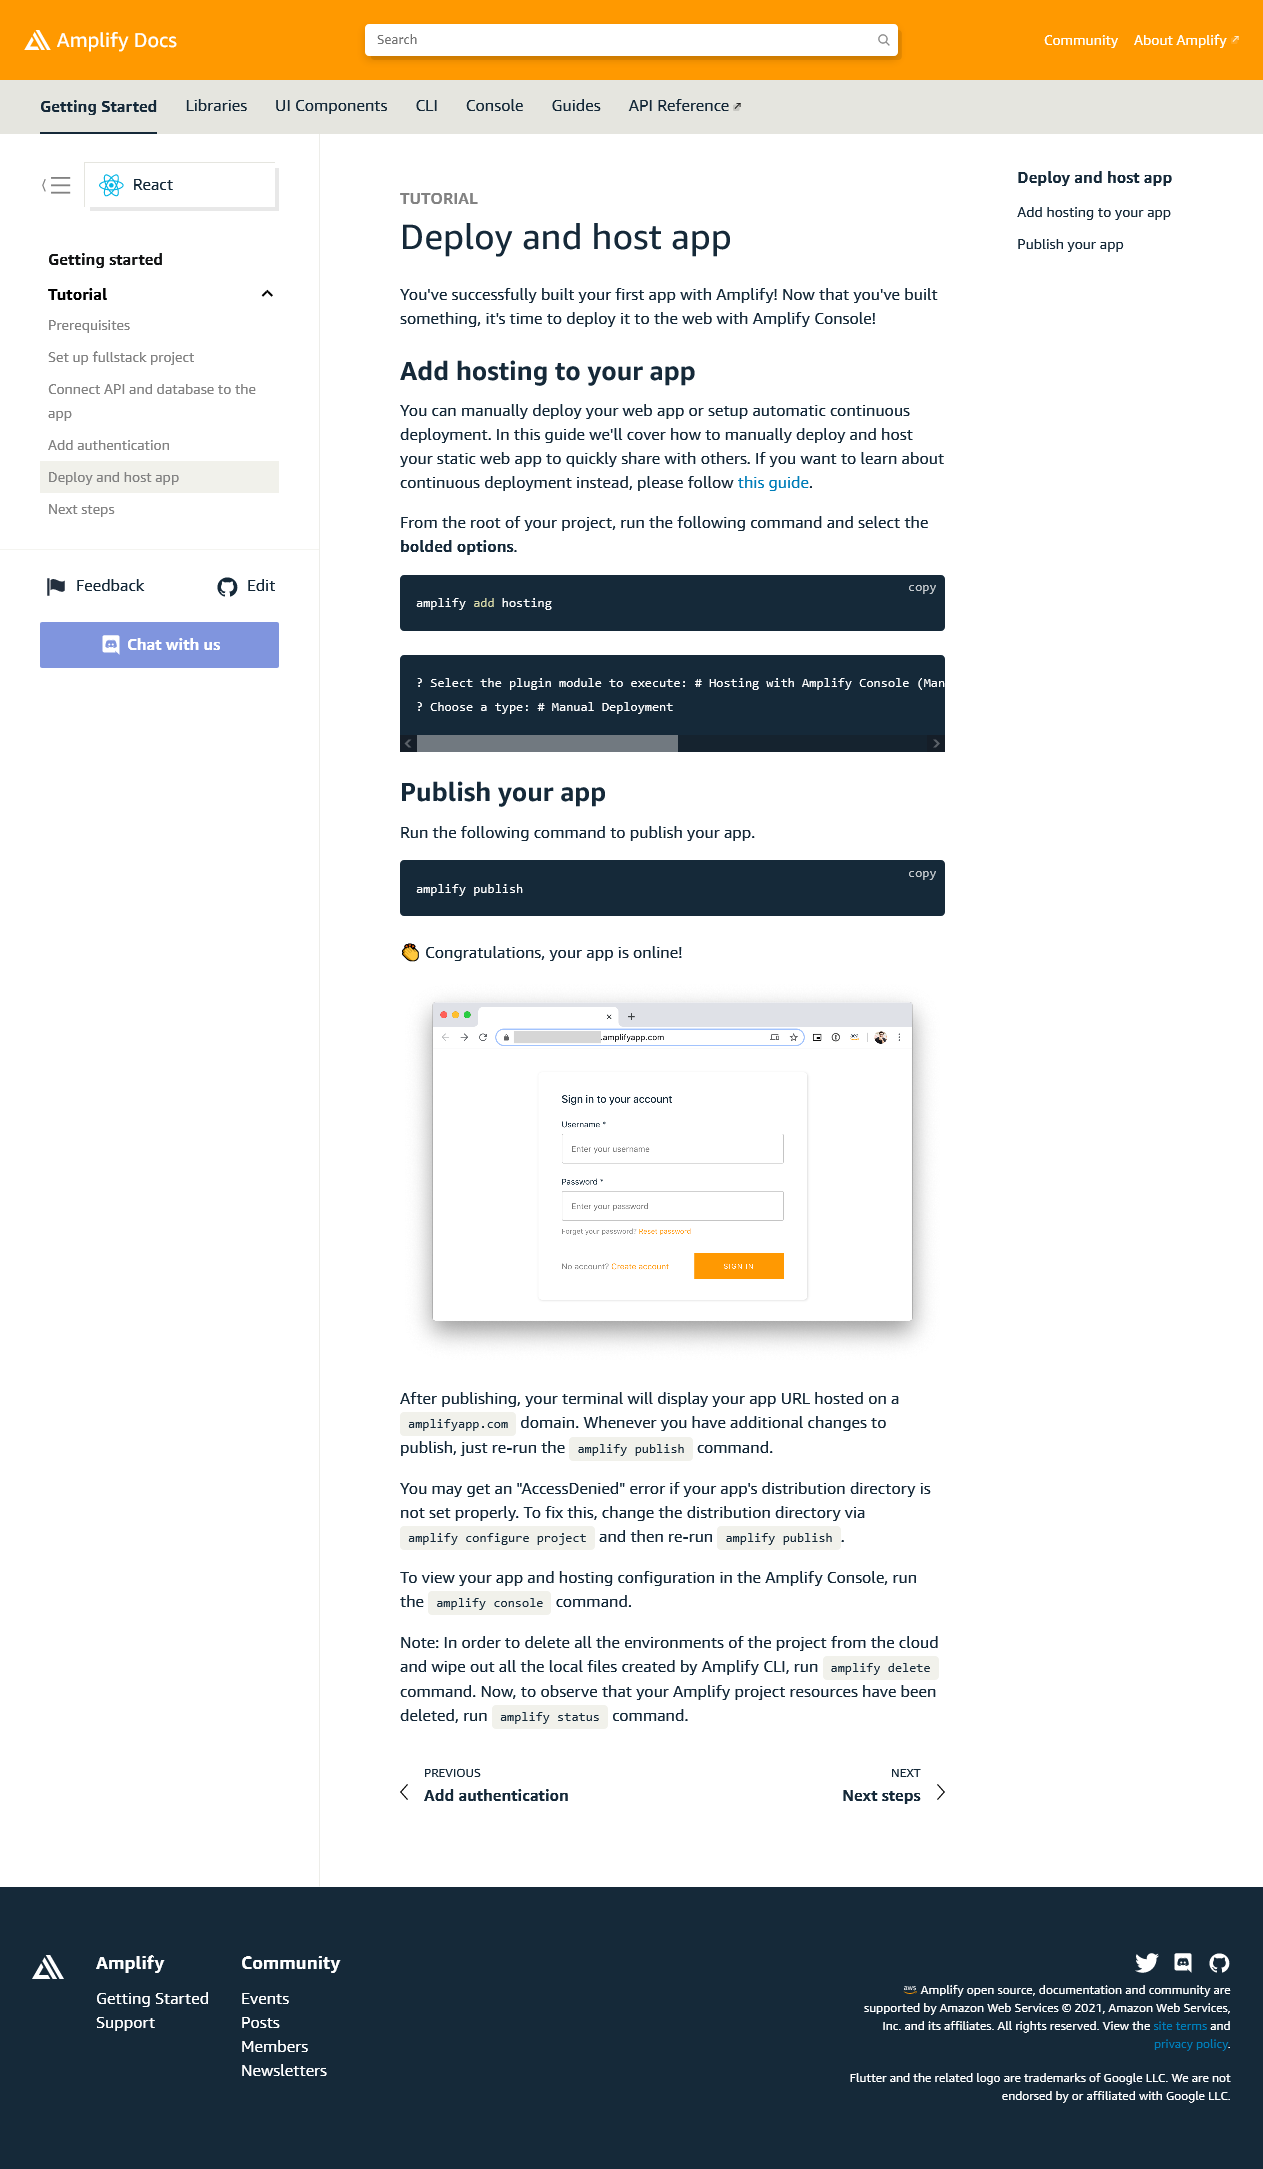 Amplify Docs
Search
Community
About Amplify
Getting Started
Libraries
UI Components
CLI
Console
Guides
API Reference
React
Getting started
Tutorial
Prerequisites
Set up fullstack project
Connect API and database to the
app
Add authentication
Deploy and host app
Next steps
Feedback
Edit
Chat with us
TUTORIAL
Deploy and host app
You've successfully built your first app with Amplify! Now that you've built
something, it's time to deploy it to the web with Amplify Console!
Add hosting to your app
You can manually deploy your web app or setup automatic continuous
deployment. In this guide we'll cover how to manually deploy and host
your static web app to quickly share with others. If you want to learn about
continuous deployment instead, please follow this guide.
From the root of your project, run the following command and select the
bolded options.
copy
amplify add hosting
? Select the plugin module to execute: # Hosting with Amplify Console (Man
? Choose a type: # Manual Deployment
Publish your app
Run the following command to publish your app.
copy
amplify publish
👏 Congratulations, your app is online!
.amplifyapp.com
Sign in to your account
Username *
Enter your username
Password *
Enter your password
Forget your password? Reset password
No account? Create account
SIGN IN
After publishing, your terminal will display your app URL hosted on a
amplifyapp.com domain. Whenever you have additional changes to
publish, just re-run the amplify publish command.
You may get an "AccessDenied" error if your app's distribution directory is
not set properly. To fix this, change the distribution directory via
amplify configure project and then re-run amplify publish.
To view your app and hosting configuration in the Amplify Console, run
the amplify console command.
Note: In order to delete all the environments of the project from the cloud
and wipe out all the local files created by Amplify CLI, run amplify delete
command. Now, to observe that your Amplify project resources have been
deleted, run amplify status command.
PREVIOUS
Add authentication
NEXT
Next steps
Deploy and host app
Add hosting to your app
Publish your app
Amplify
Getting Started
Support
Community
Events
Posts
Members
Newsletters
aws Amplify open source, documentation and community are
supported by Amazon Web Services © 2021, Amazon Web Services,
Inc. and its affiliates. All rights reserved. View the site terms and
privacy policy.
Flutter and the related logo are trademarks of Google LLC. We are not
endorsed by or affiliated with Google LLC.